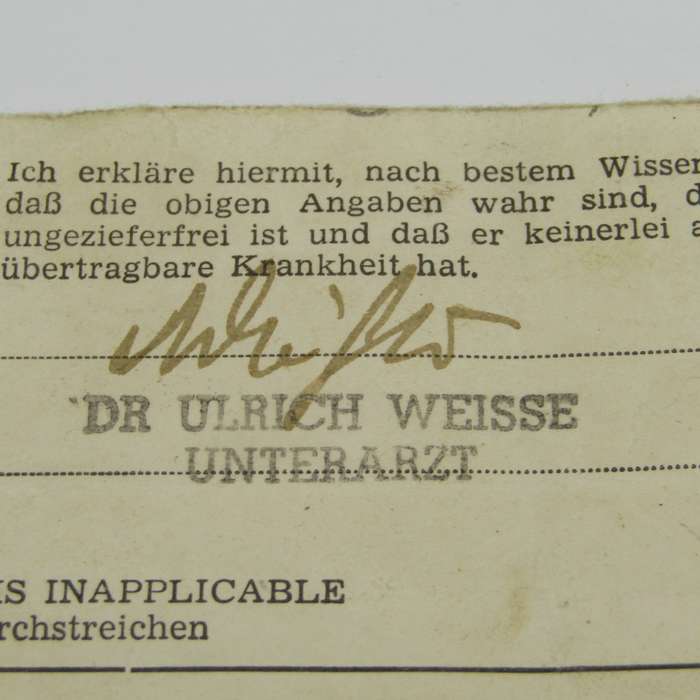 Ich erkläre hiermit, nach bestem Wissen
daß die obigen Angaben wahr sind, d
ungezieferfrei ist und daß er keinerlei a
übertragbare Krankheit hat.
DR ULRICH WEISSE
UNTERARZT
IS INAPPLICABLE
rchstreichen